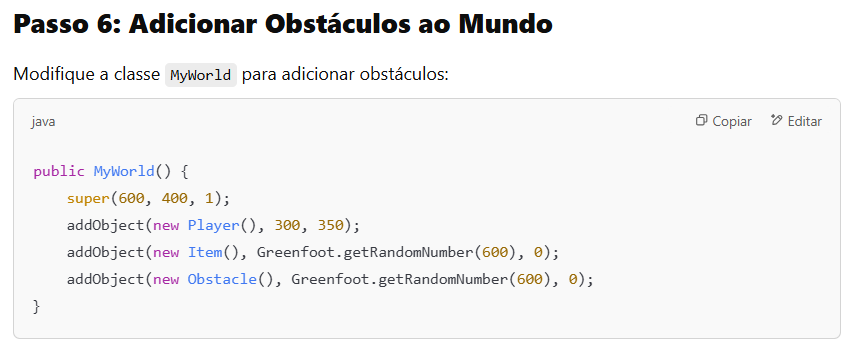 Passo 6: Adicionar Obstáculos ao Mundo
Modifique a classe MyWorld para adicionar obstáculos:
java
Copiar
Editar
public MyWorld() {
    super(600, 400, 1);
    addObject(new Player(), 300, 350);
    addObject(new Item(), Greenfoot.getRandomNumber(600), 0);
    addObject(new Obstacle(), Greenfoot.getRandomNumber(600), 0);
}